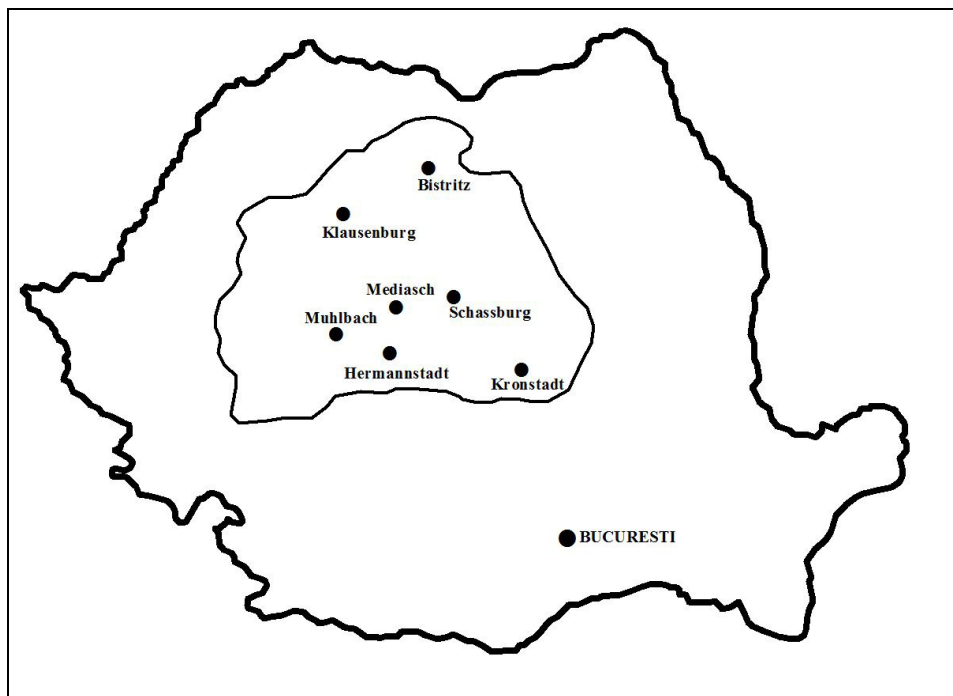 Bistritz
Klausenburg
Mediasch
Schassburg
Muhlbach
Hermannstadt
Kronstadt
BUCURESTI